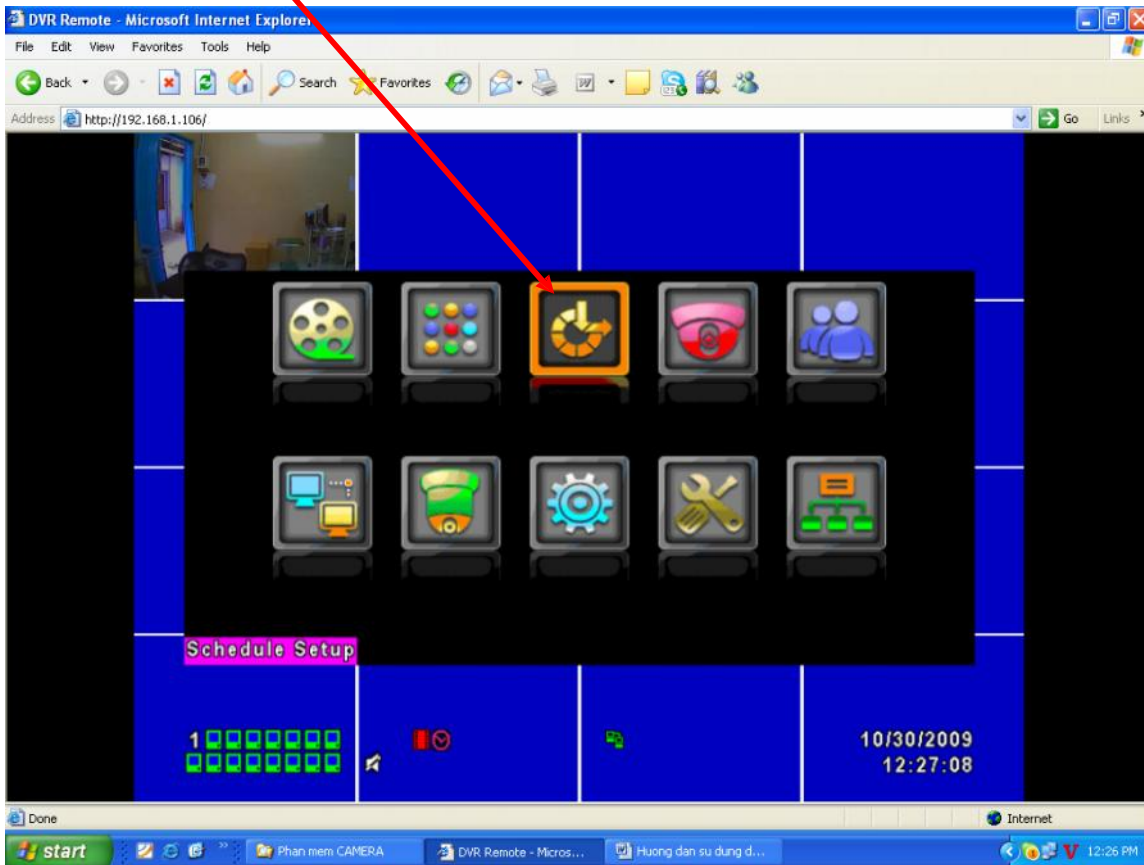 DVR Remote - Microsoft Internet Explorer
File Edit View Favorites Tools Help
Back Search Favorites
Address http://192.168.1.106/ Go Links
Schedule Setup
1
10/30/2009
12:27:08
Done Internet
start Phan mem CAMERA DVR Remote - Micros... Huong dan su dung d... 12:26 PM